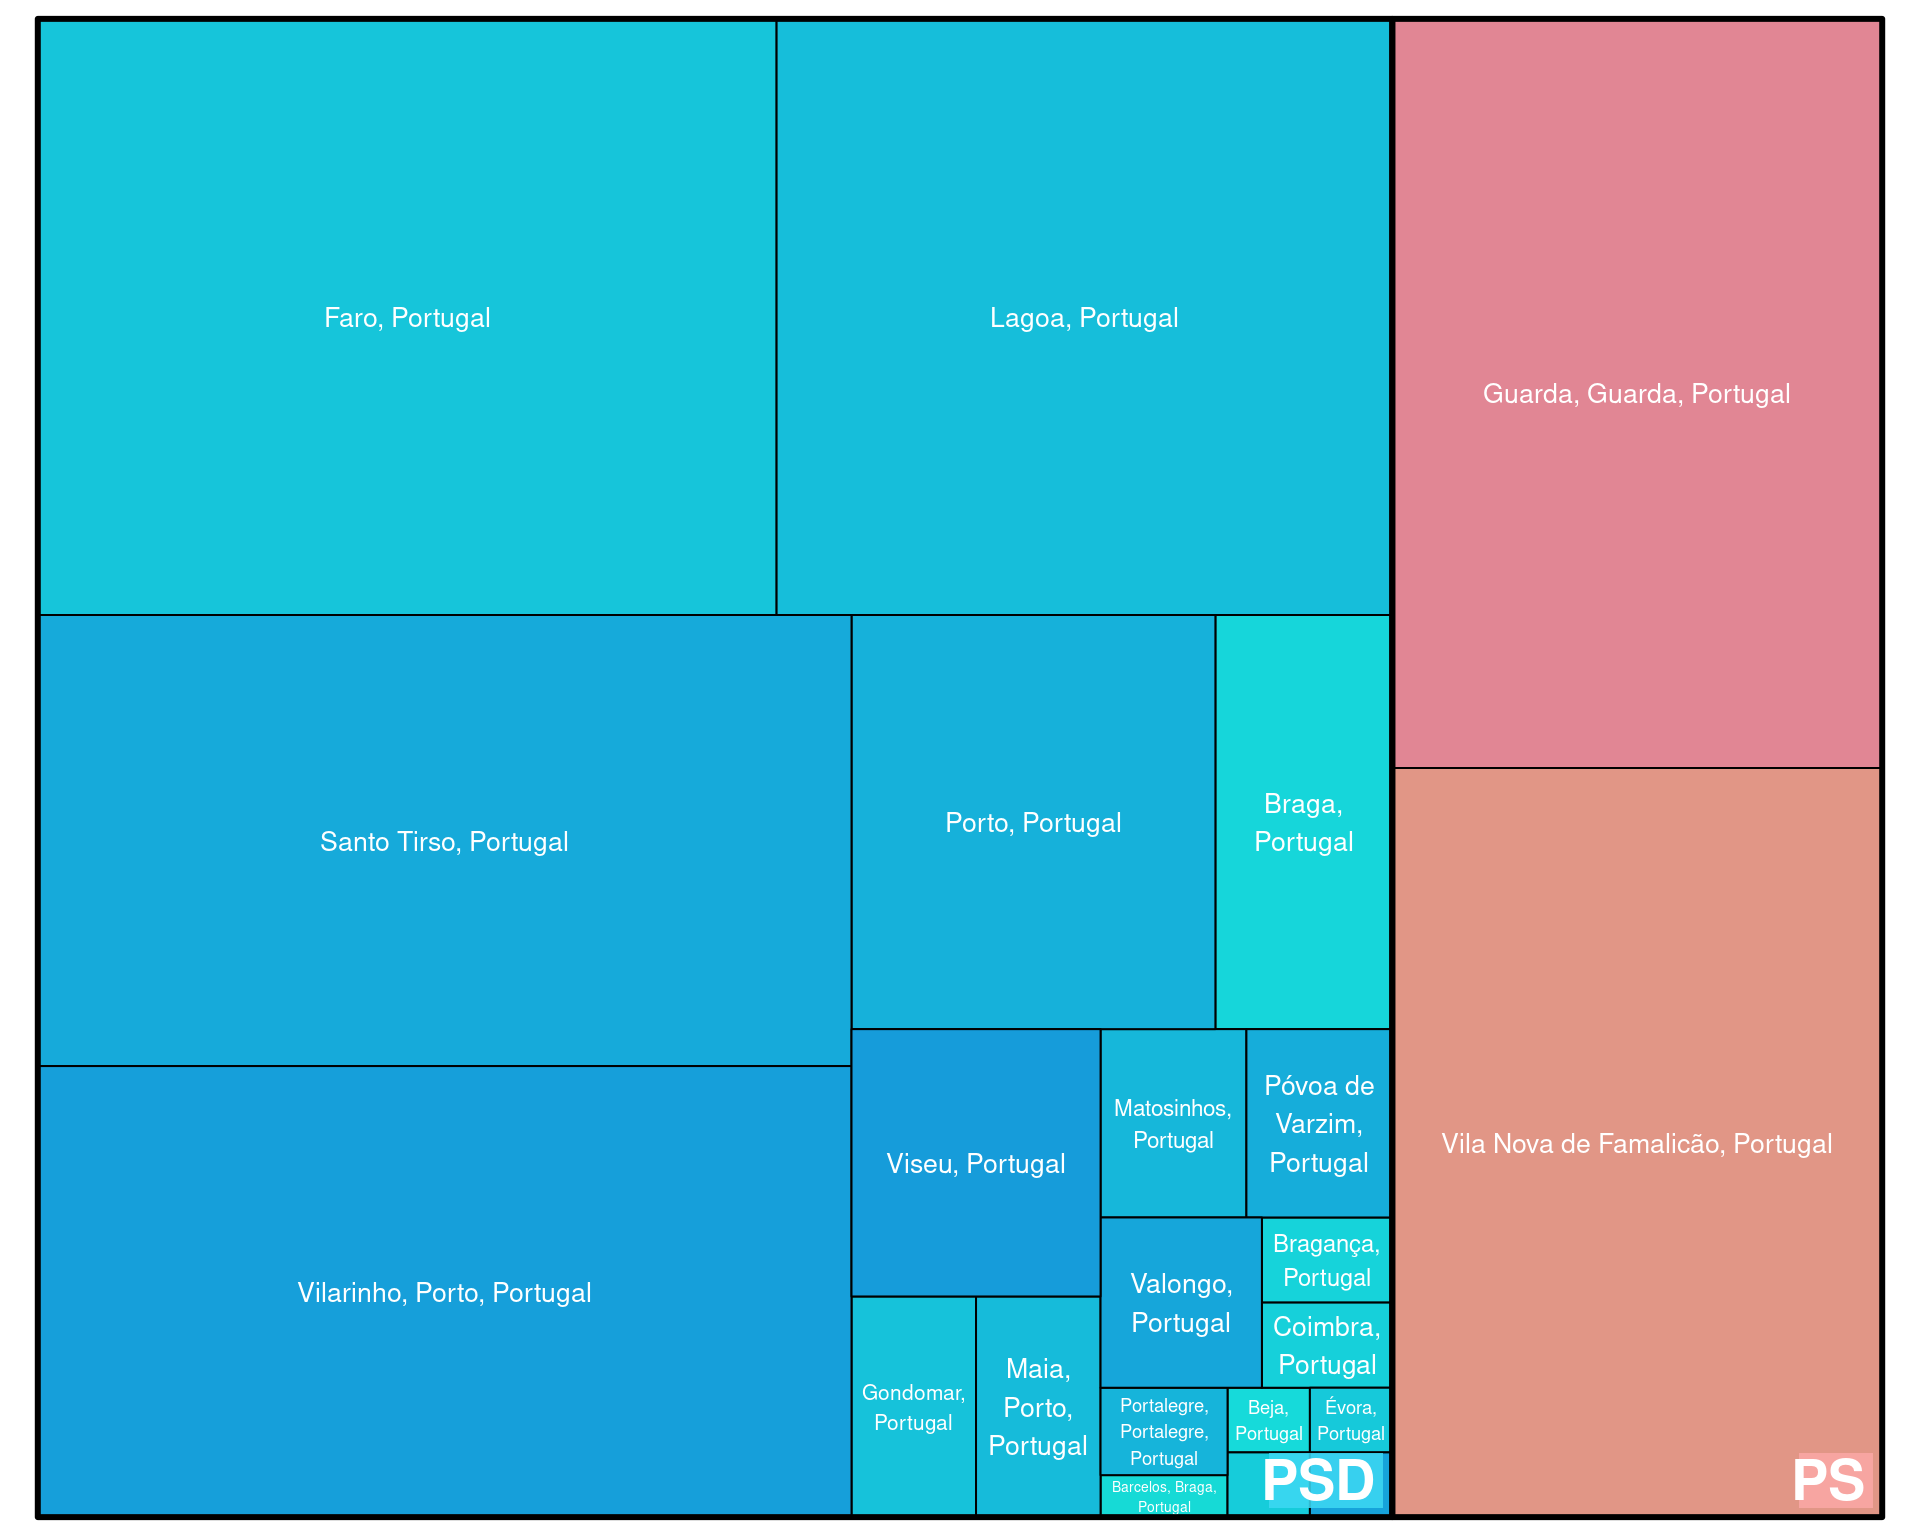 Faro, Portugal
Lagoa, Portugal
Guarda, Guarda, Portugal
Santo Tirso, Portugal
Porto, Portugal
Braga,
Portugal
Vila Nova de Famalicão, Portugal
Vilarinho, Porto, Portugal
Viseu, Portugal
Matosinhos,
Portugal
Póvoa de
Varzim,
Portugal
Valongo,
Portugal
Bragança,
Portugal
Coimbra,
Portugal
Gondomar,
Portugal
Maia,
Porto,
Portugal
Portalegre,
Portalegre,
Portugal
Beja,
Portugal
Évora,
Portugal
Barcelos, Braga,
Portugal
PSD
PS